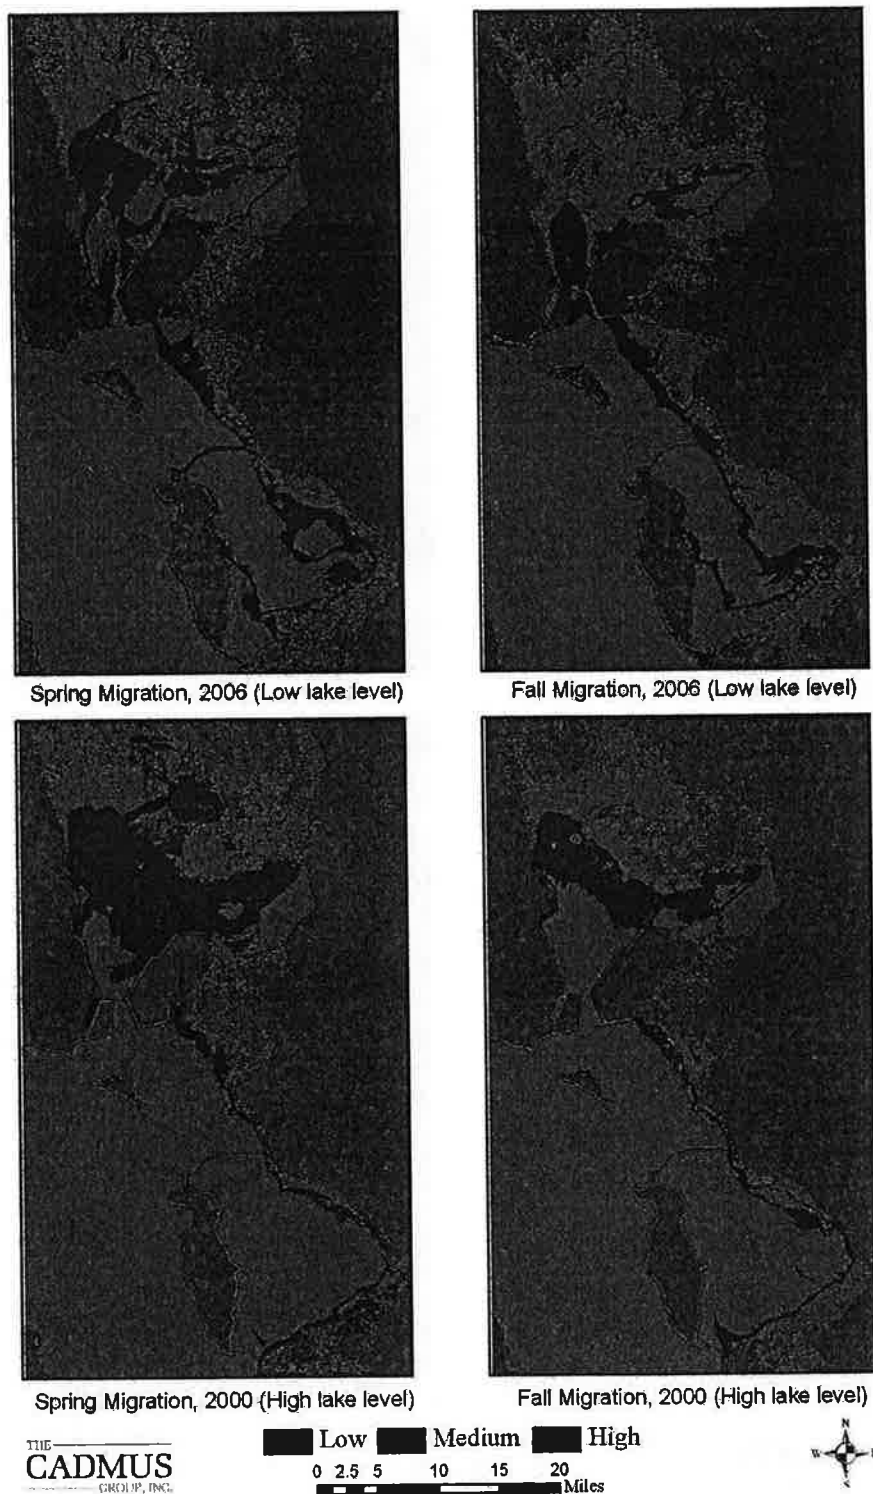 Spring Migration, 2006 (Low lake level)
Fall Migration, 2006 (Low lake level)
Spring Migration, 2000 (High lake level)
Fall Migration, 2000 (High lake level)
Low Medium High
0 2.5 5 10 15 20
Miles
THE
CADMUS
GROUP, INC.
N
W E
S